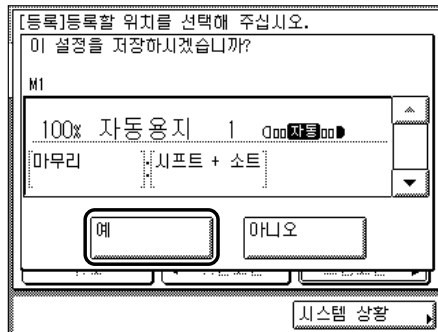 [등록]등록할 위치를 선택해 주십시오.
이 설정을 저장하시겠습니까?
M1
100% 자동용지 1 자동
마무리 : 시프트 + 소트
예 아니오
시스템 상황